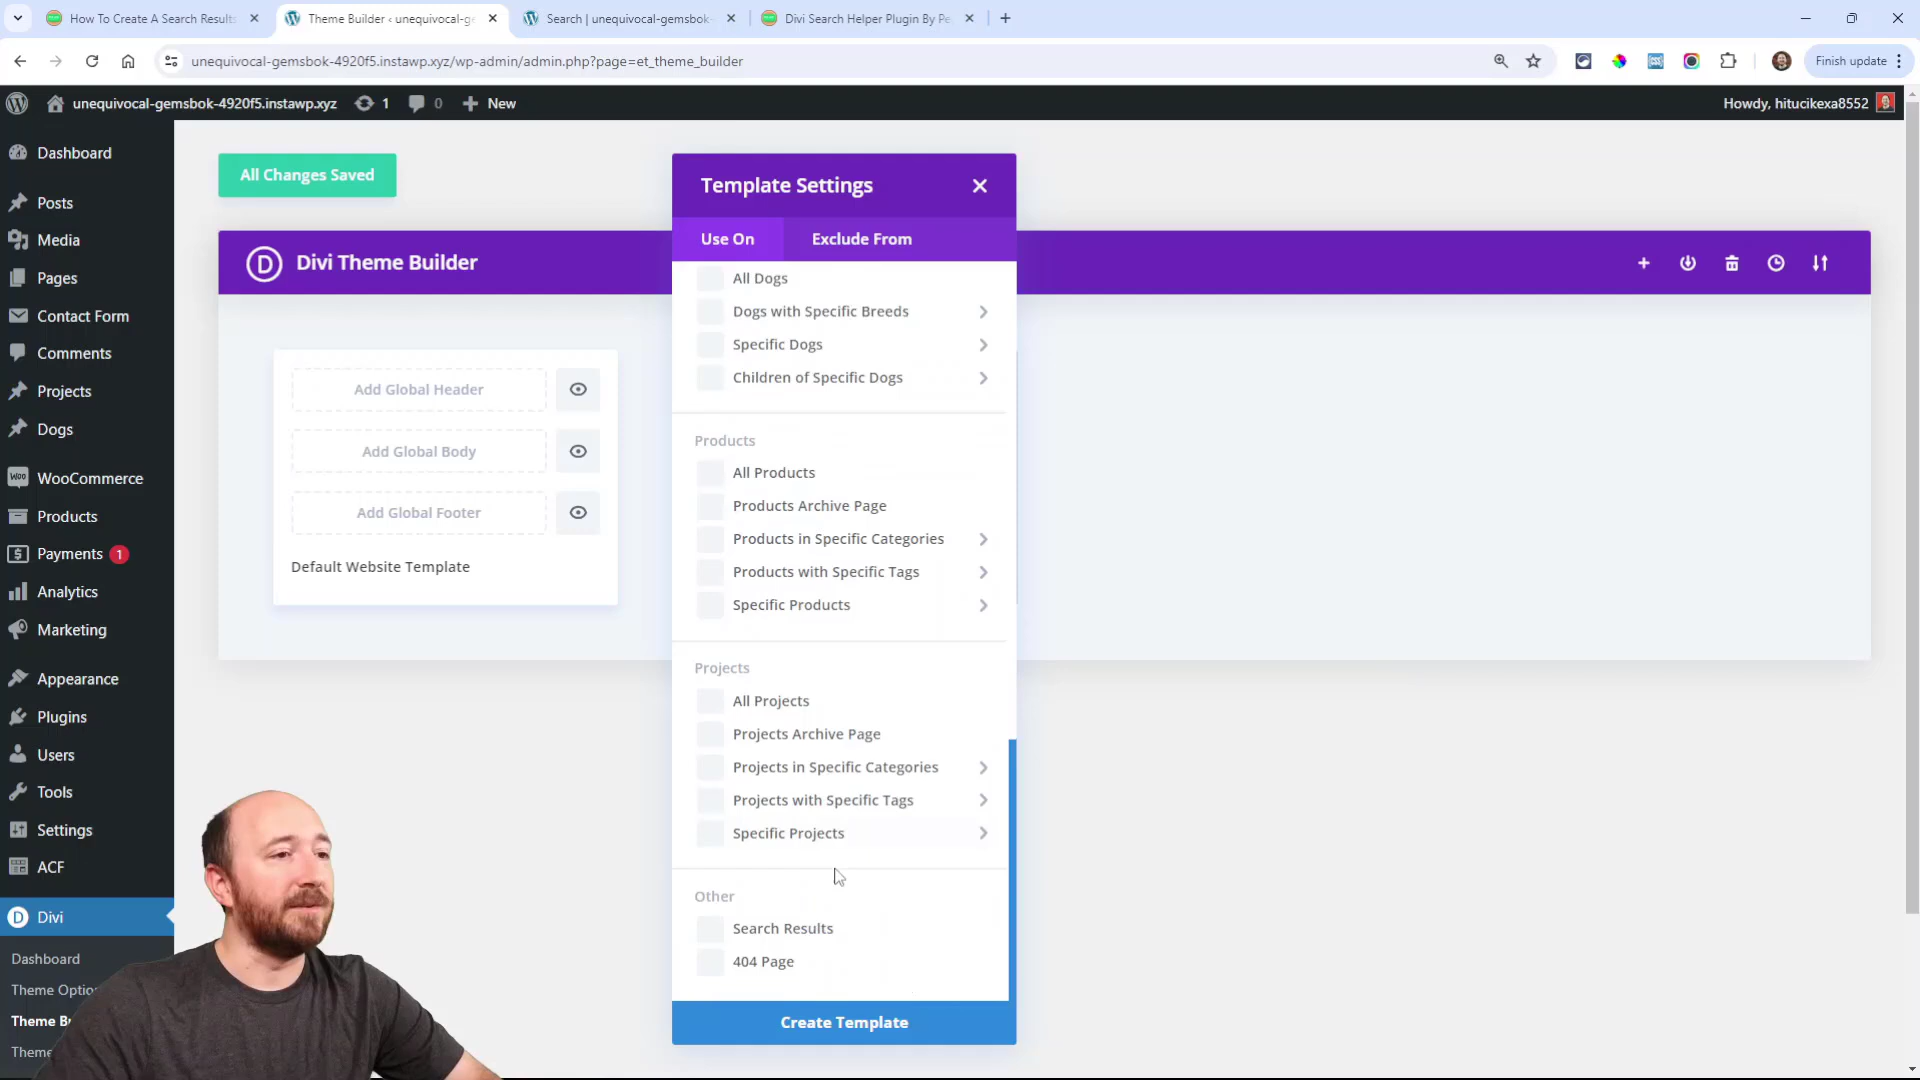 How To Create A Search Results
Theme Builder ‹ unequivocal-ge
Search | unequivocal-gemsbok-
Divi Search Helper Plugin By Pe
unequivocal-gemsbok-4920f5.instawp.xyz/wp-admin/admin.php?page=et_theme_builder
Finish update
unequivocal-gemsbok-4920f5.instawp.xyz
1
0
New
Howdy, hitucikexa8552
Dashboard
Posts
Media
Pages
Contact Form
Comments
Projects
Dogs
WooCommerce
Products
Payments 1
Analytics
Marketing
Appearance
Plugins
Users
Tools
Settings
ACF
Divi
Dashboard
Theme Optio
Theme Bu
Theme
All Changes Saved
Divi Theme Builder
Add Global Header
Add Global Body
Add Global Footer
Default Website Template
Template Settings
Use On
Exclude From
All Dogs
Dogs with Specific Breeds
Specific Dogs
Children of Specific Dogs
Products
All Products
Products Archive Page
Products in Specific Categories
Products with Specific Tags
Specific Products
Projects
All Projects
Projects Archive Page
Projects in Specific Categories
Projects with Specific Tags
Specific Projects
Other
Search Results
404 Page
Create Template